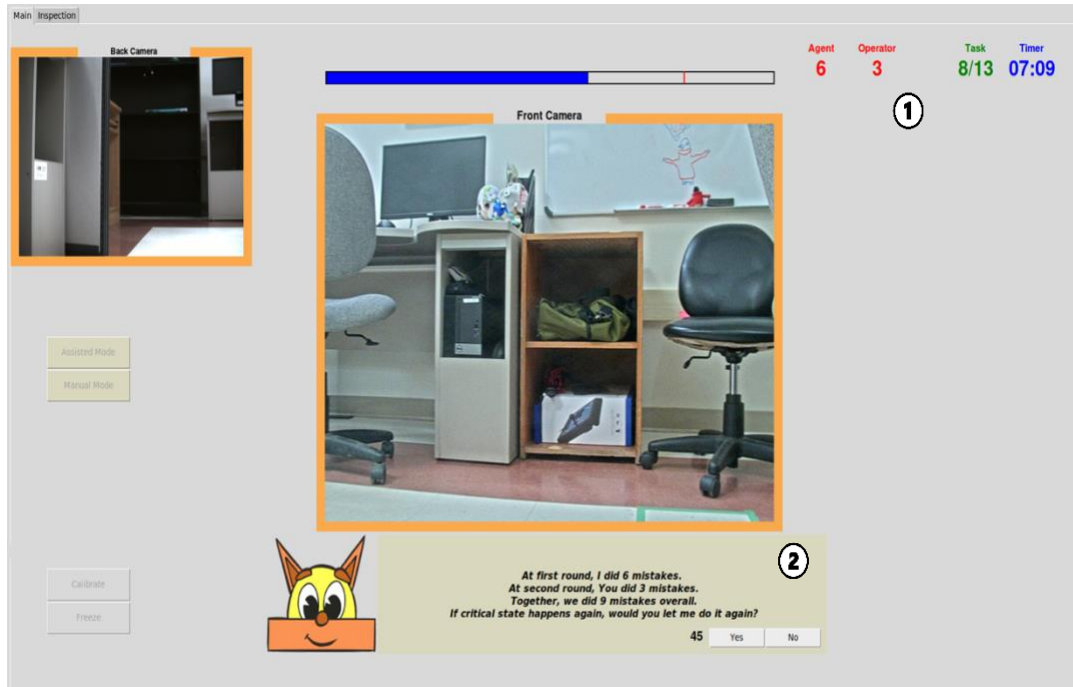 Main Inspection
Back Camera
Agent Operator Task Timer
6 3 8/13 07:09
1
Front Camera
Assisted Mode
Manual Mode
Calibrate
Freeze
2
At first round, I did 6 mistakes.
At second round, You did 3 mistakes.
Together, we did 9 mistakes overall.
If critical state happens again, would you let me do it again?
45 Yes No